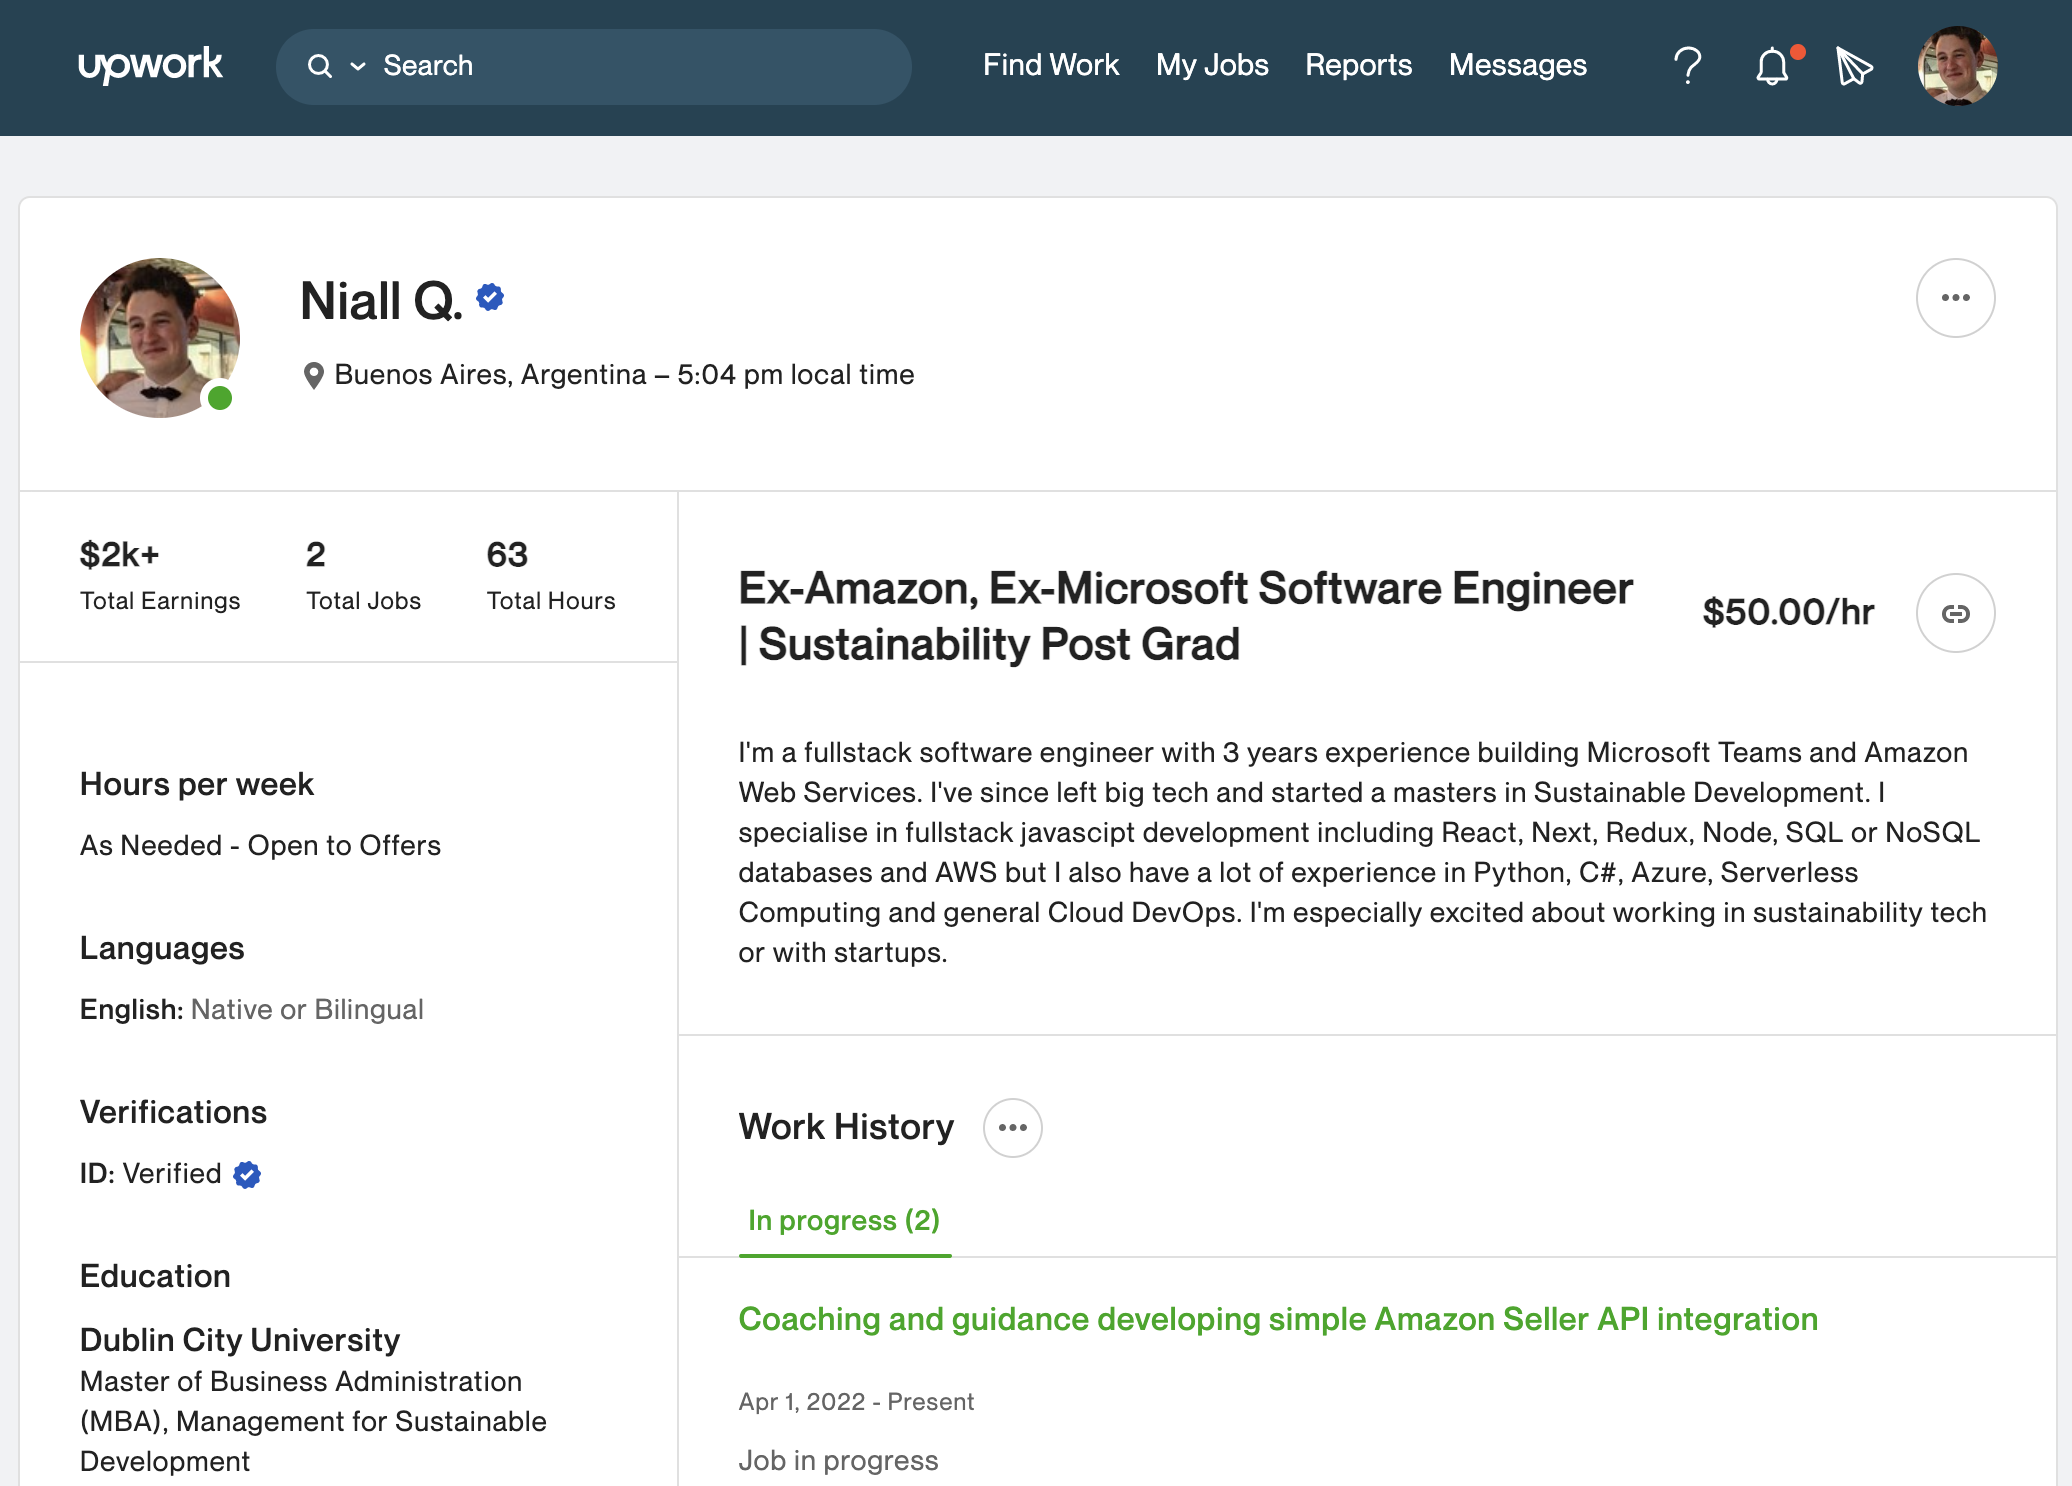 upwork
Search
Find Work
My Jobs
Reports
Messages
Niall Q.
Buenos Aires, Argentina – 5:04 pm local time
$2k+
Total Earnings
2
Total Jobs
63
Total Hours
Hours per week
As Needed - Open to Offers
Languages
English: Native or Bilingual
Verifications
ID: Verified
Education
Dublin City University
Master of Business Administration
(MBA), Management for Sustainable
Development
Ex-Amazon, Ex-Microsoft Software Engineer
| Sustainability Post Grad
$50.00/hr
I'm a fullstack software engineer with 3 years experience building Microsoft Teams and Amazon
Web Services. I've since left big tech and started a masters in Sustainable Development. I
specialise in fullstack javascipt development including React, Next, Redux, Node, SQL or NoSQL
databases and AWS but I also have a lot of experience in Python, C#, Azure, Serverless
Computing and general Cloud DevOps. I'm especially excited about working in sustainability tech
or with startups.
Work History
In progress (2)
Coaching and guidance developing simple Amazon Seller API integration
Apr 1, 2022 - Present
Job in progress